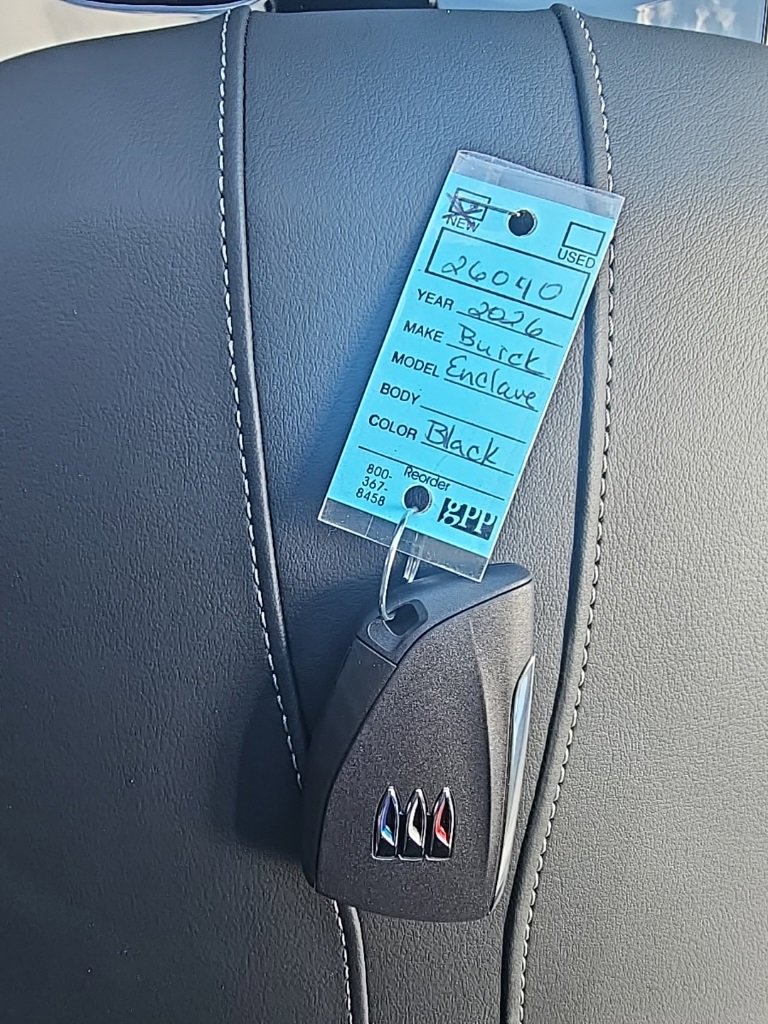 NEW
USED
26040
YEAR 2026
MAKE Buick
MODEL Enclave
BODY
COLOR Black
800-
367-
8458
Reorder
gpp